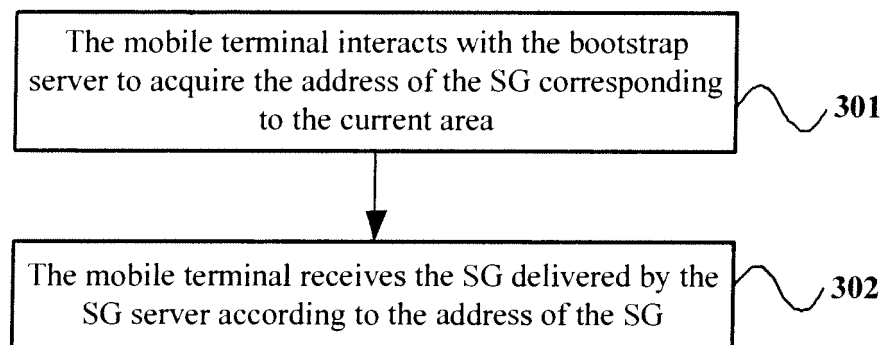 The mobile terminal interacts with the bootstrap
server to acquire the address of the SG corresponding
to the current area
301
The mobile terminal receives the SG delivered by the
SG server according to the address of the SG
302